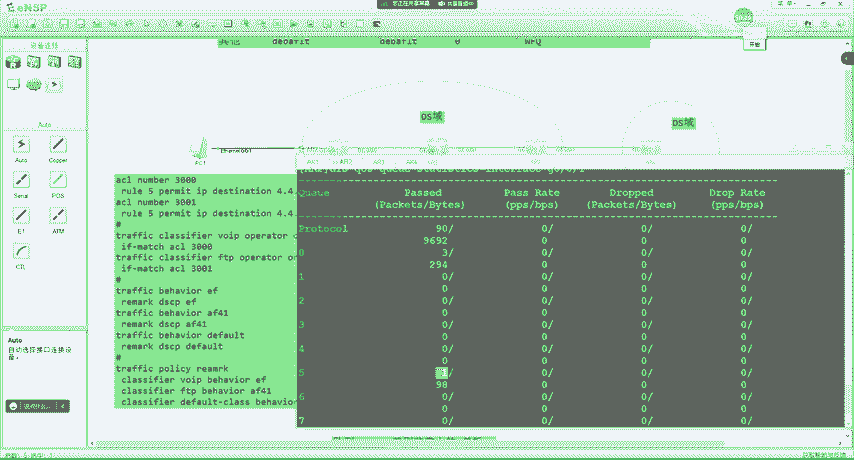 eNSP
DS域
DS域
default default 0 WFQ
Auto
Auto Copper
Serial POS
E1 ATM
CTL
Auto
自动选择接口连接设备。
acl number 3000
rule 5 permit ip destination 4.4.
acl number 3001
rule 5 permit ip destination 4.4.
#
traffic classifier voip operator o
if-match acl 3000
traffic classifier ftp operator or
if-match acl 3001
#
traffic behavior ef
remark dscp ef
traffic behavior af41
remark dscp af41
traffic behavior default
remark dscp default
#
traffic policy reamrk
classifier voip behavior ef
classifier ftp behavior af41
classifier default-class behavior
Queue Passed Pass Rate Dropped Drop Rate
(Packets/Bytes) (pps/bps) (Packets/Bytes) (pps/bps)
Protocol 90/ 0/ 0/ 0/
9692 0 0 0
0 3/ 0/ 0/ 0/
294 0 0 0
1 0/ 0/ 0/ 0/
0 0 0 0
2 0/ 0/ 0/ 0/
0 0 0 0
3 0/ 0/ 0/ 0/
0 0 0 0
4 0/ 0/ 0/ 0/
0 0 0 0
5 1/ 0/ 0/ 0/
98 0 0 0
6 0/ 0/ 0/ 0/
0 0 0 0
7 0/ 0/ 0/ 0/